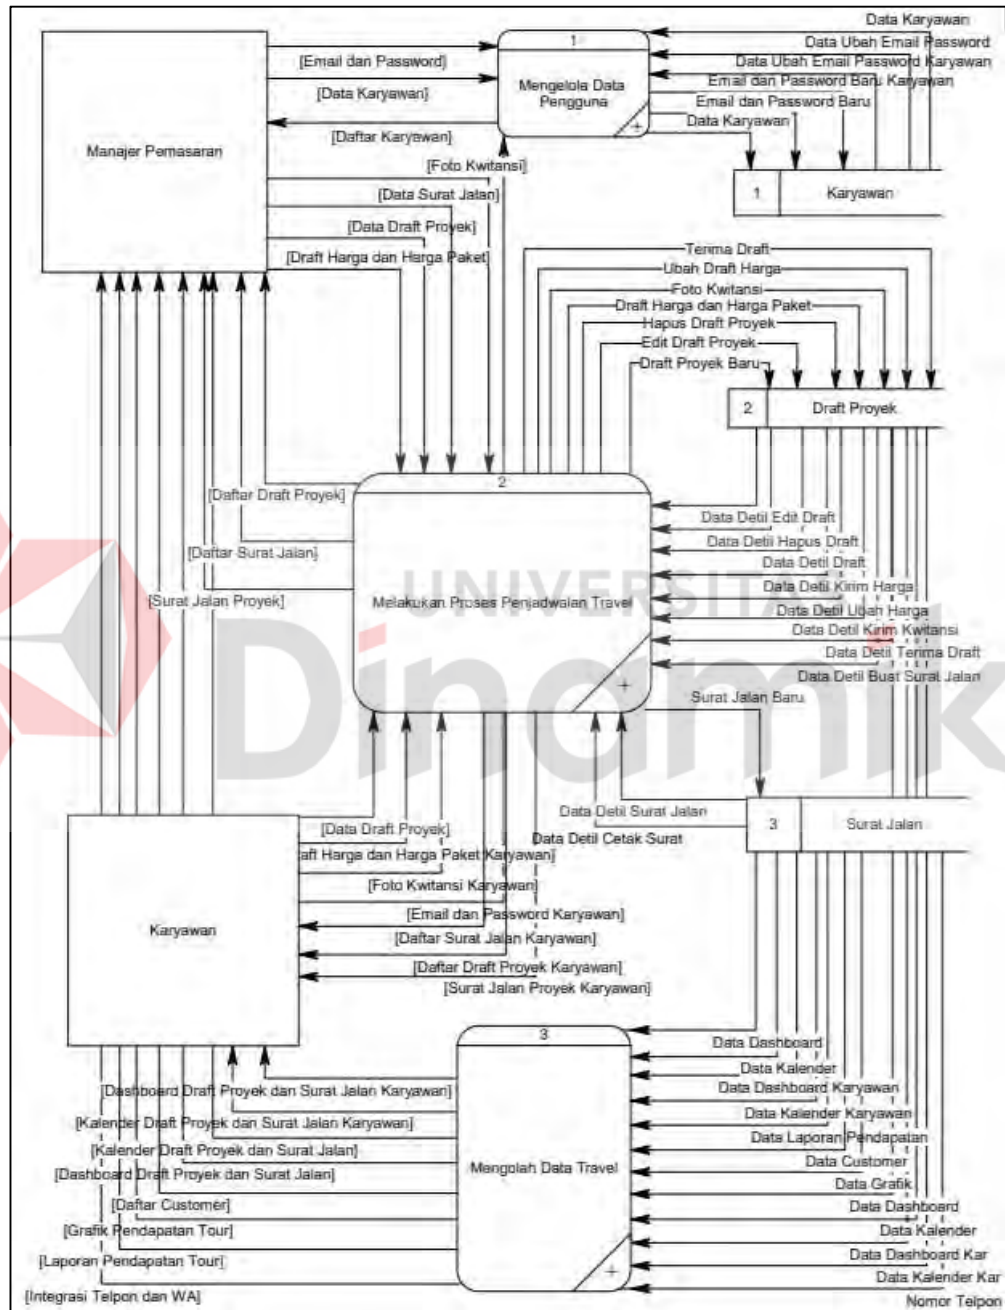 Data Karyawan
1
[Email dan Password]
Data Ubah Email Password
Data Ubah Email Password Karyawan
Mengelola Data
Pengguna
Email dan Password Baru Karyawan
[Data Karyawan]
Email dan Password Baru
+
Data Karyawan
[Daftar Karyawan]
Manajer Pemasaran
[Foto Kwitansi]
1
Karyawan
[Data Surat Jalan]
[Data Draft Proyek]
[Draft Harga dan Harga Paket]
Terima Draft
Ubah Draft Harga
Foto Kwitansi
Draft Harga dan Harga Paket
Hapus Draft Proyek
Edit Draft Proyek
Draft Proyek Baru
2
Draft Proyek
2
[Daftar Draft Proyek]
Data Detil Edit Draft
Data Detil Hapus Draft
[Daftar Surat Jalan]
Data Detil Draft
UNIVERSITA
Data Detil Kirim Harga
[Surat Jalan Proyek]
Melakukan Proses Penjadwalan Travel
Data Detil Ubah Harga
Data Detil Kirim Kwitansi
Dinamik
Data Detil Terima Draft
Data Detil Buat Surat Jalan
+
Surat Jalan Baru
Data Detil Surat Jalan
3
Surat Jalan
[Data Draft Proyek]
Data Detil Cetak Surat
aft Harga dan Harga Paket Karyawan]
[Foto Kwitansi Karyawan]
[Email dan Password Karyawan]
Karyawan
[Daftar Surat Jalan Karyawan]
[Daftar Draft Proyek Karyawan]
[Surat Jalan Proyek Karyawan]
3
Data Dashboard
Data Kalender
[Dashboard Draft Proyek dan Surat Jalan Karyawan]
Data Dashboard Karyawan
Data Kalender Karyawan
[Kalender Draft Proyek dan Surat Jalan Karyawan]
Data Laporan Pendapatan
[Kalender Draft Proyek dan Surat Jalan]
Data Customer
Mengolah Data Travel
[Dashboard Draft Proyek dan Surat Jalan]
Data Grafik
[Daftar Customer]
Data Dashboard
[Grafik Pendapatan Tour]
Data Kalender
[Laporan Pendapatan Tour]
Data Dashboard Kar
+
Data Kalender Kar
[Integrasi Telpon dan WA]
Nomor Telpon